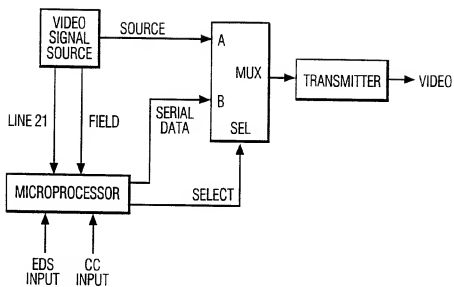 VIDEO
SIGNAL
SOURCE
SOURCE
A
MUX
TRANSMITTER
VIDEO
B
SERIAL
DATA
SEL
LINE 21
FIELD
MICROPROCESSOR
SELECT
EDS
INPUT
CC
INPUT